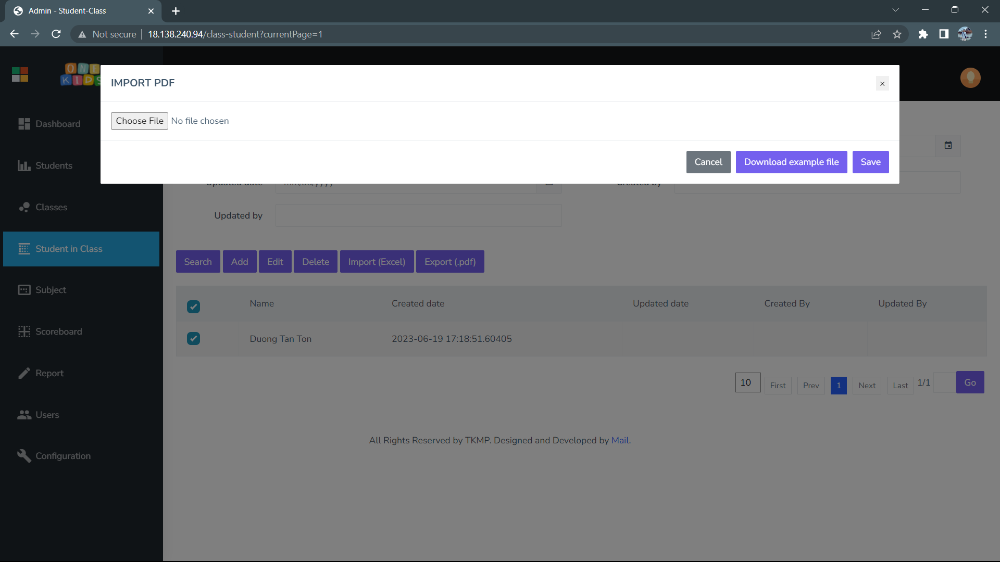 Admin - Student-Class
Not secure
18.138.240.94/class-student?currentPage=1
ONE
KIDS
IMPORT PDF
×
Choose File No file chosen
Cancel
Download example file
Save
Dashboard
Students
Classes
Student in Class
Subject
Scoreboard
Report
Users
Configuration
Updated date
mm/dd/yyyy
Created by
Updated by
Search
Add
Edit
Delete
Import (Excel)
Export (.pdf)
Name Created date Updated date Created By Updated By
Duong Tan Ton 2023-06-19 17:18:51.60405
10 First Prev 1 Next Last 1/1 Go
All Rights Reserved by TKMP. Designed and Developed by Mail.